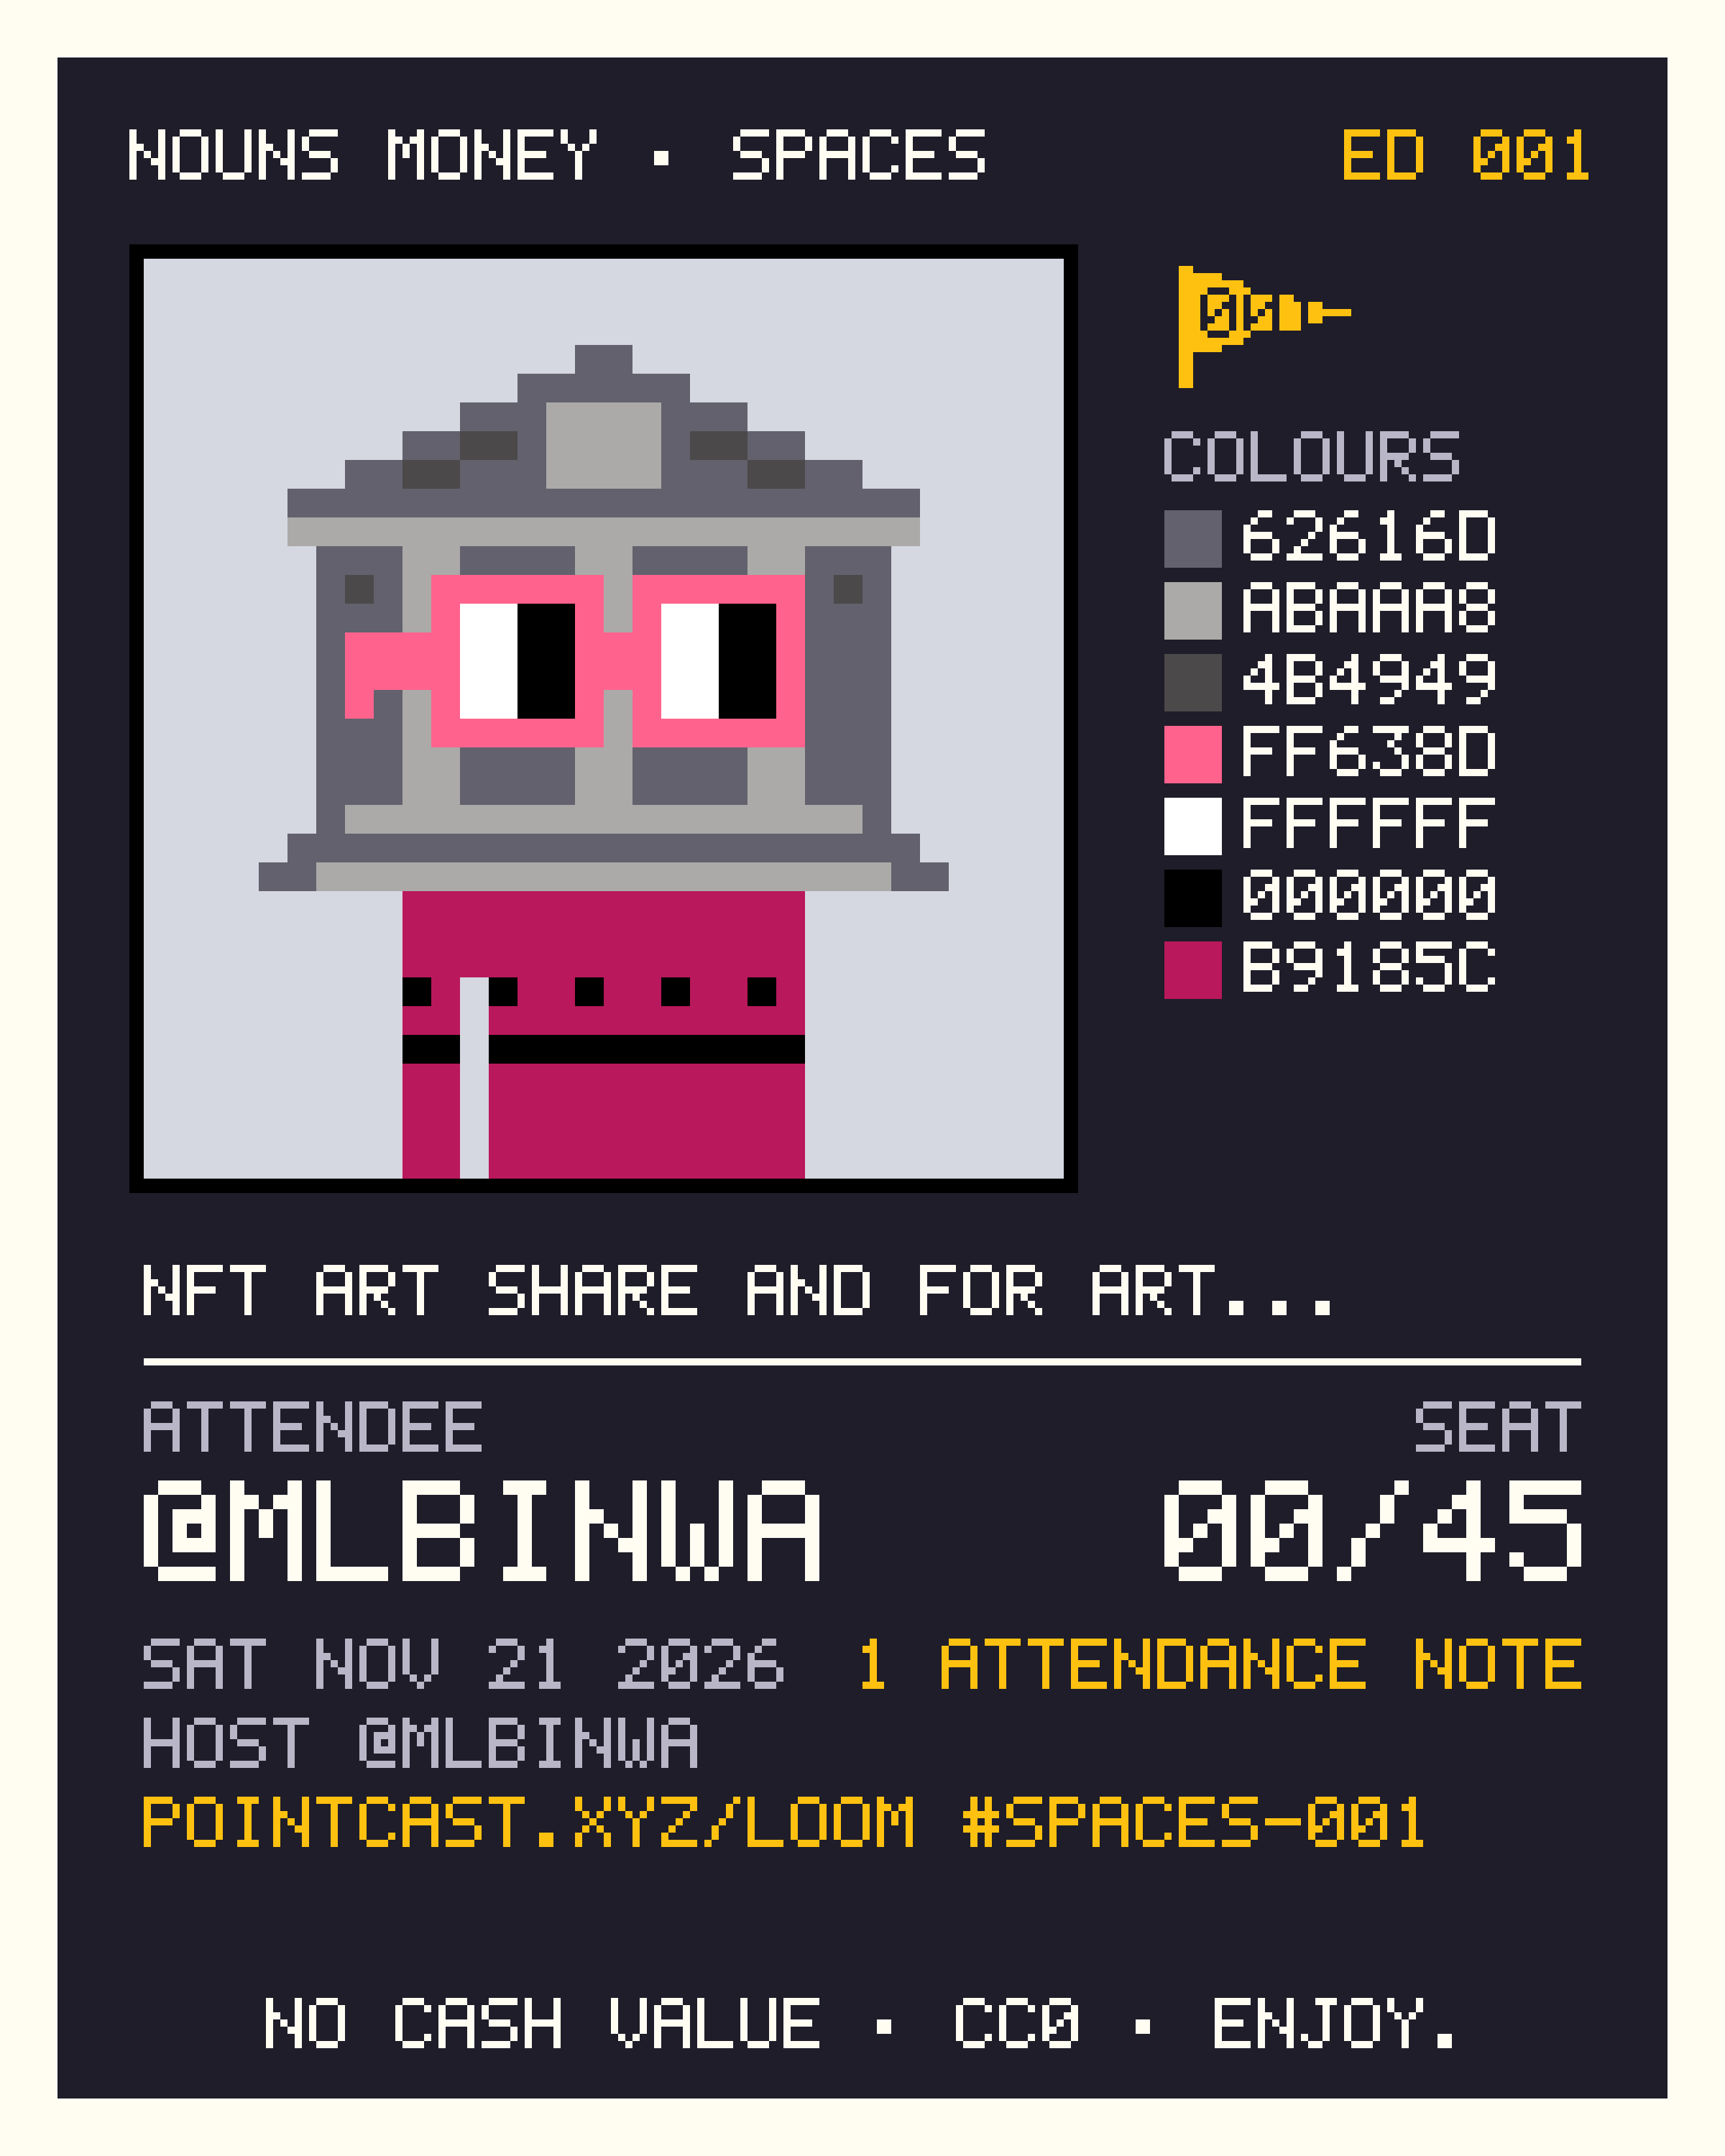 NOUNS MONEY · SPACES
ED 001
00
COLOURS
62616D
ABAAA8
4B4949
FF638D
FFFFFF
000000
B9185C
NFT ART SHARE AND FOR ART...
ATTENDEE
SEAT
@MLBINWA
00/45
SAT NOV 21 2026
1 ATTENDANCE NOTE
HOST @MLBINWA
POINTCAST.XYZ/LOOM #SPACES-001
NO CASH VALUE · CC0 · ENJOY.